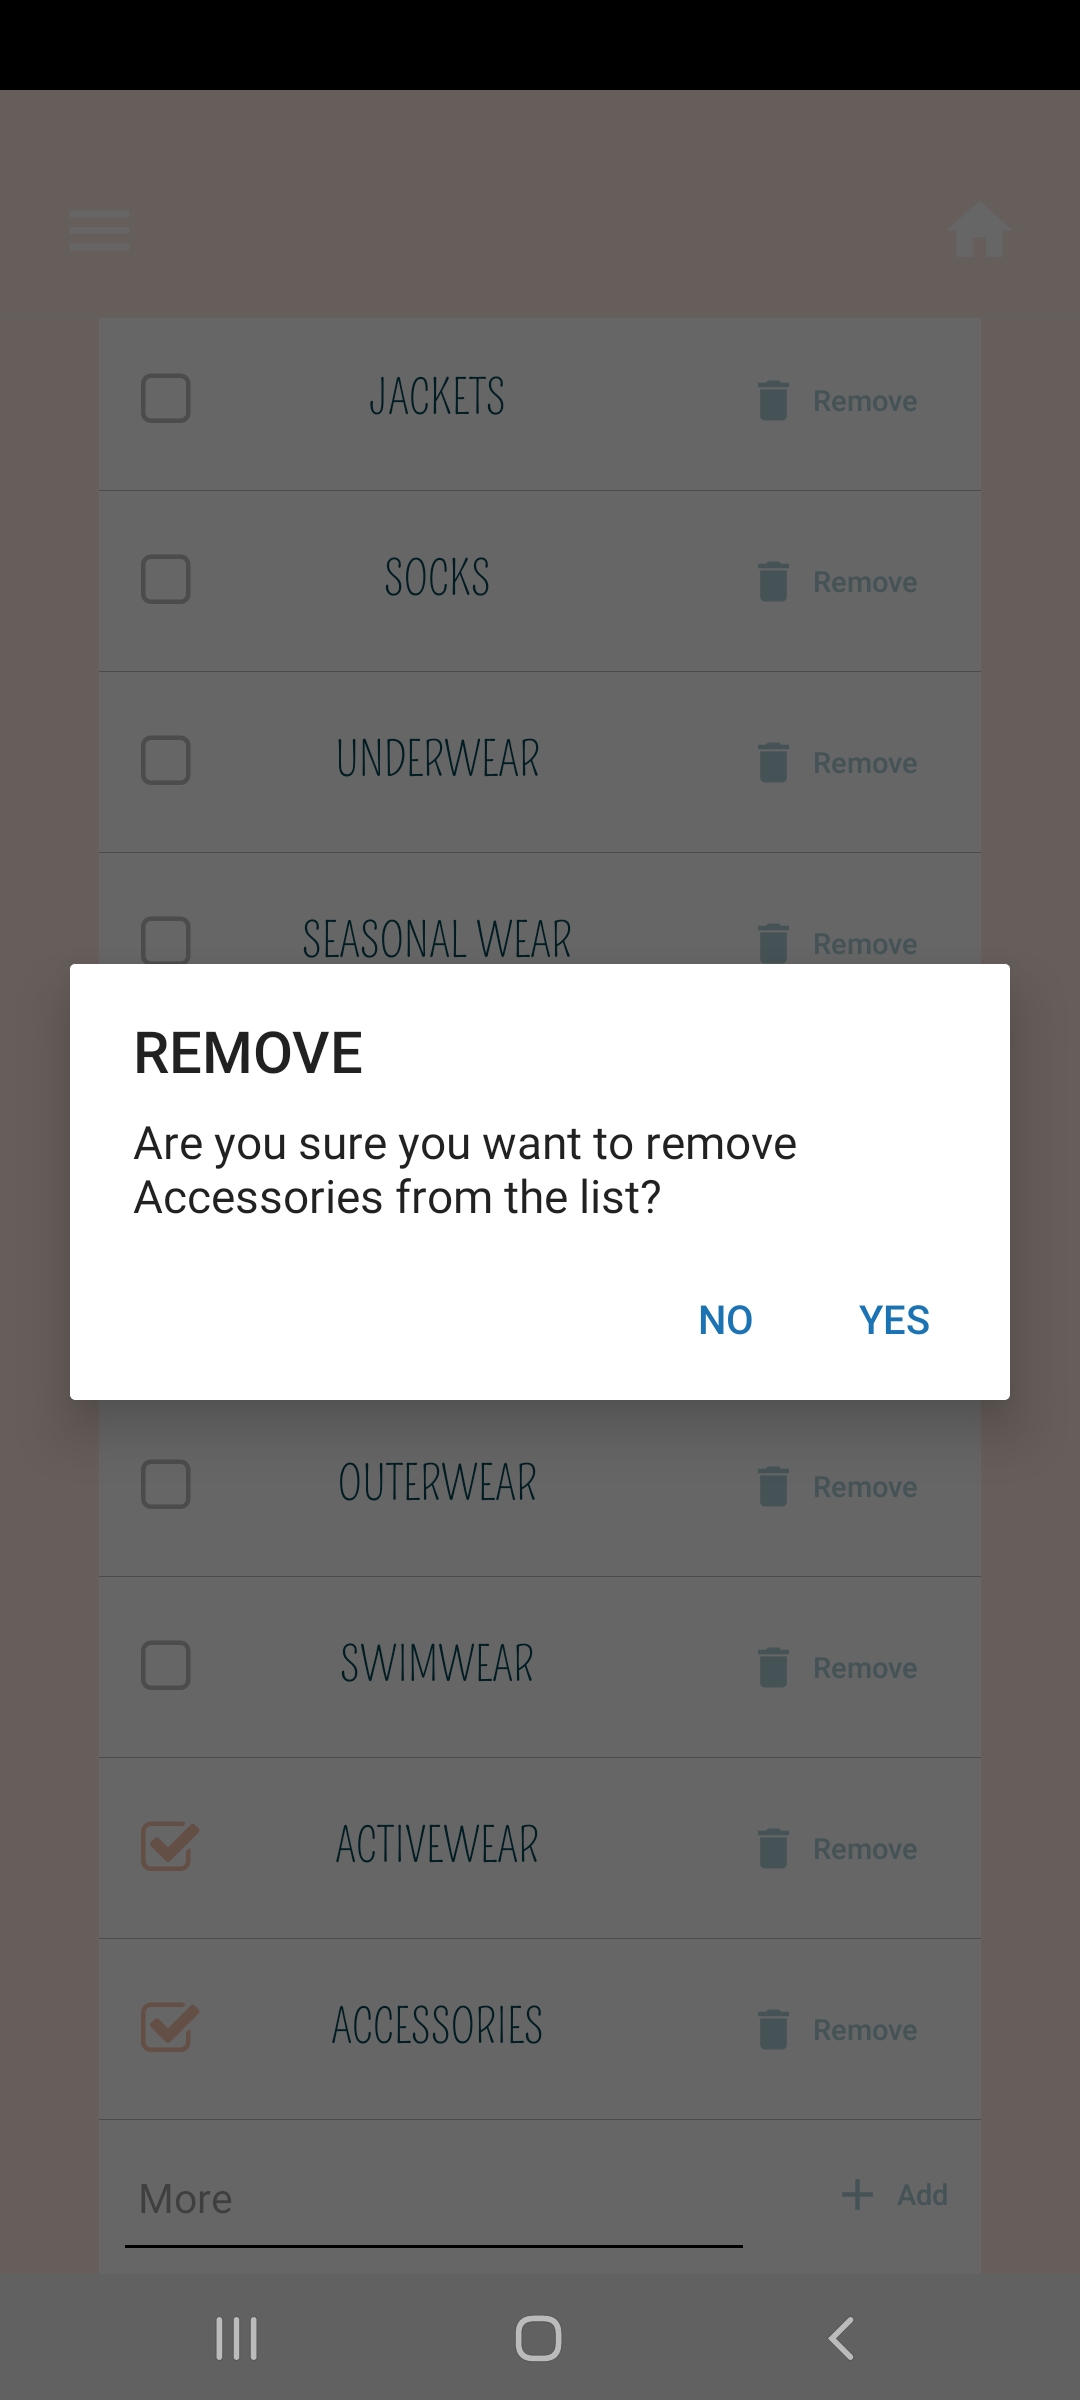 JACKETS Remove
SOCKS Remove
UNDERWEAR Remove
SEASONAL WEAR Remove
REMOVE
Are you sure you want to remove
Accessories from the list?
NO YES
OUTERWEAR Remove
SWIMWEAR Remove
ACTIVEWEAR Remove
ACCESSORIES Remove
More Add